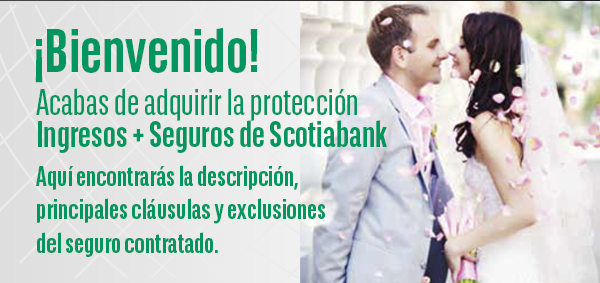 ¡Bienvenido!
Acabas de adquirir la protección
Ingresos + Seguros de Scotiabank
Aquí encontrarás la descripción,
principales cláusulas y exclusiones
del seguro contratado.